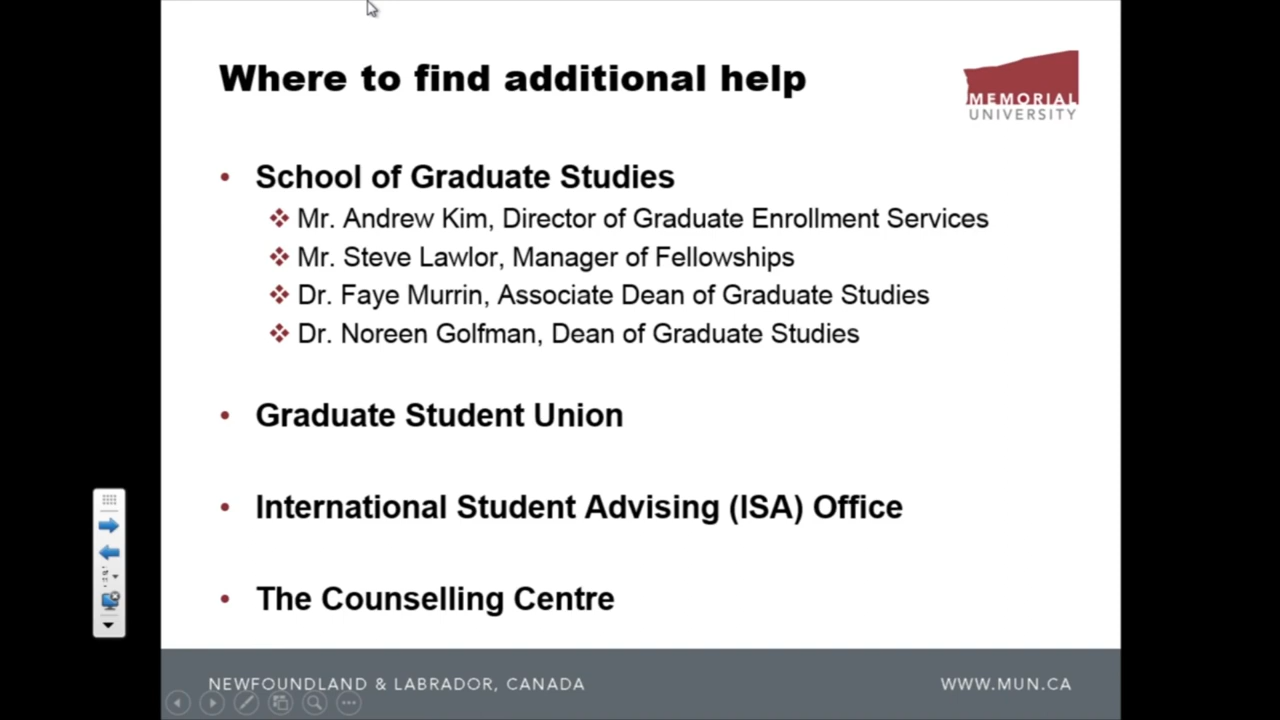 Where to find additional help
MEMORIAL
UNIVERSITY
• School of Graduate Studies
❖ Mr. Andrew Kim, Director of Graduate Enrollment Services
❖ Mr. Steve Lawlor, Manager of Fellowships
❖ Dr. Faye Murrin, Associate Dean of Graduate Studies
❖ Dr. Noreen Golfman, Dean of Graduate Studies
• Graduate Student Union
• International Student Advising (ISA) Office
• The Counselling Centre
NEWFOUNDLAND & LABRADOR, CANADA
WWW.MUN.CA